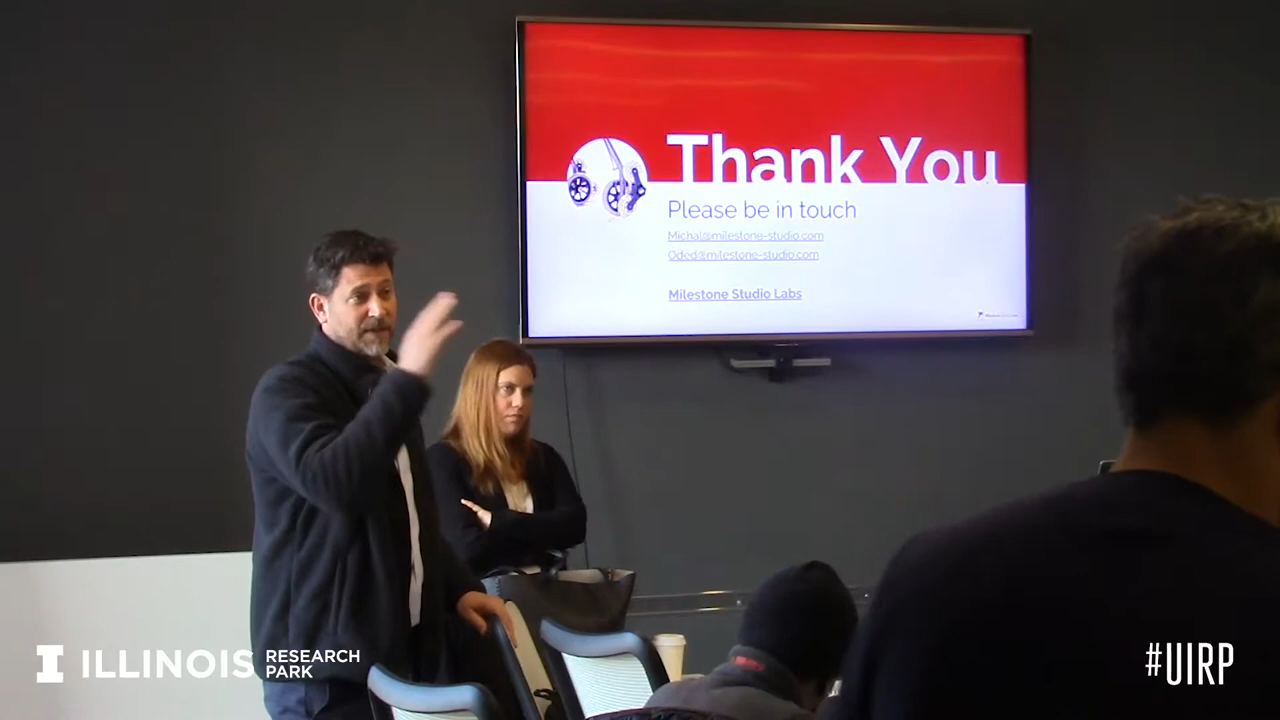 Thank You
Please be in touch
Michal@milestone-studio.com
Oded@milestone-studio.com
Milestone Studio Labs
ILLINOIS RESEARCH
PARK
#UIRP